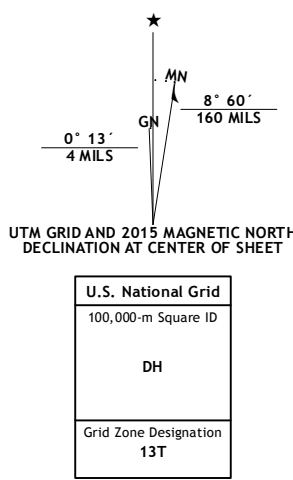 ★
MN
GN
8° 60´
160 MILS
0° 13´
4 MILS
UTM GRID AND 2015 MAGNETIC NORTH
DECLINATION AT CENTER OF SHEET
U.S. National Grid
100,000-m Square ID
DH
Grid Zone Designation
13T